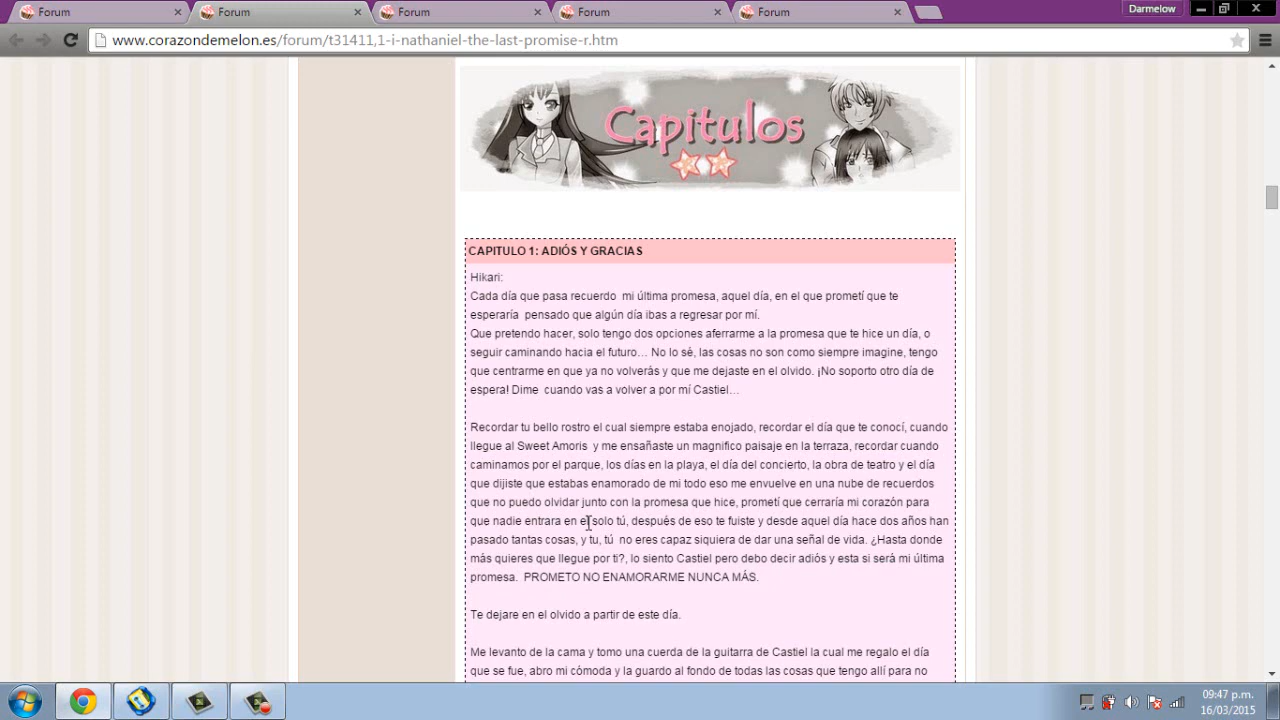 Forum
Forum
Forum
Forum
Forum
Darmelow
www.corazondemelon.es/forum/t31411,1-i-nathaniel-the-last-promise-r.htm
Capitulos
CAPITULO 1: ADIÓS Y GRACIAS
Hikari:
Cada día que pasa recuerdo mi última promesa, aquel día, en el que prometí que te
esperaría pensado que algún día ibas a regresar por mí.
Que pretendo hacer, solo tengo dos opciones aferrarme a la promesa que te hice un día, o
seguir caminando hacia el futuro… No lo sé, las cosas no son como siempre imagine, tengo
que centrarme en que ya no volverás y que me dejaste en el olvido. ¡No soporto otro día de
espera! Dime cuando vas a volver a por mí Castiel…
Recordar tu bello rostro el cual siempre estaba enojado, recordar el día que te conocí, cuando
llegue al Sweet Amoris y me ensañaste un magnifico paisaje en la terraza, recordar cuando
caminamos por el parque, los días en la playa, el día del concierto, la obra de teatro y el día
que dijiste que estabas enamorado de mi todo eso me envuelve en una nube de recuerdos
que no puedo olvidar junto con la promesa que hice, prometí que cerraría mi corazón para
que nadie entrara en el solo tú, después de eso te fuiste y desde aquel día hace dos años han
pasado tantas cosas, y tu, tú no eres capaz siquiera de dar una señal de vida. ¿Hasta donde
más quieres que llegue por ti?, lo siento Castiel pero debo decir adiós y esta si será mi última
promesa. PROMETO NO ENAMORARME NUNCA MÁS.
Te dejare en el olvido a partir de este día.
Me levanto de la cama y tomo una cuerda de la guitarra de Castiel la cual me regalo el día
que se fue, abro mi cómoda y la guardo al fondo de todas las cosas que tengo allí para no
09:47 p.m.
16/03/2015